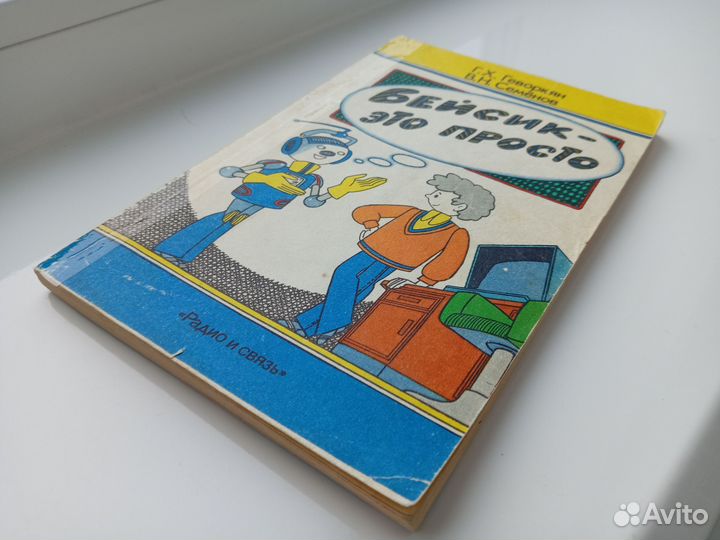 Г.Х. Геворкян
В.Н. Семёнов
БЕЙСИК-
ЭТО ПРОСТО
«Радио и связь»
Avito